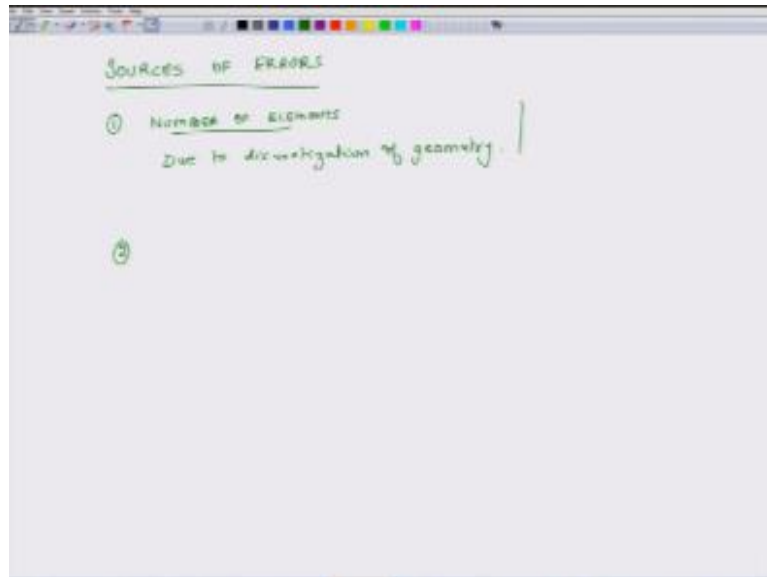 SOURCES OF ERRORS
① NUMBER OF ELEMENTS
Due to discretization of geometry.
②